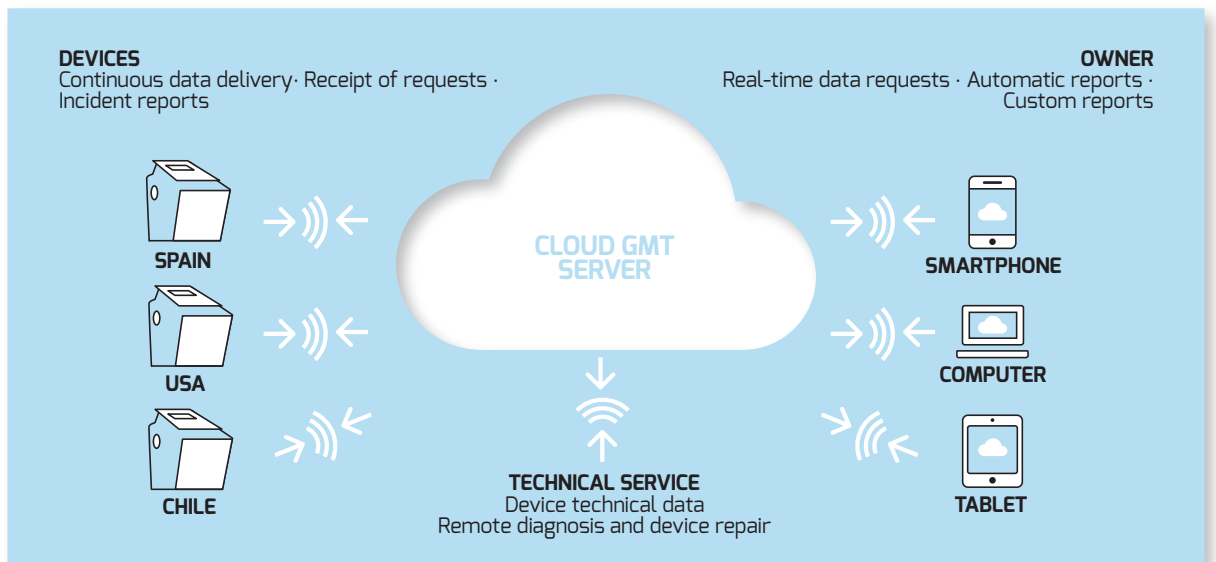 DEVICES
Continuous data delivery· Receipt of requests ·
Incident reports
OWNER
Real-time data requests · Automatic reports ·
Custom reports
SPAIN
USA
CHILE
CLOUD GMT
SERVER
SMARTPHONE
COMPUTER
TABLET
TECHNICAL SERVICE
Device technical data
Remote diagnosis and device repair